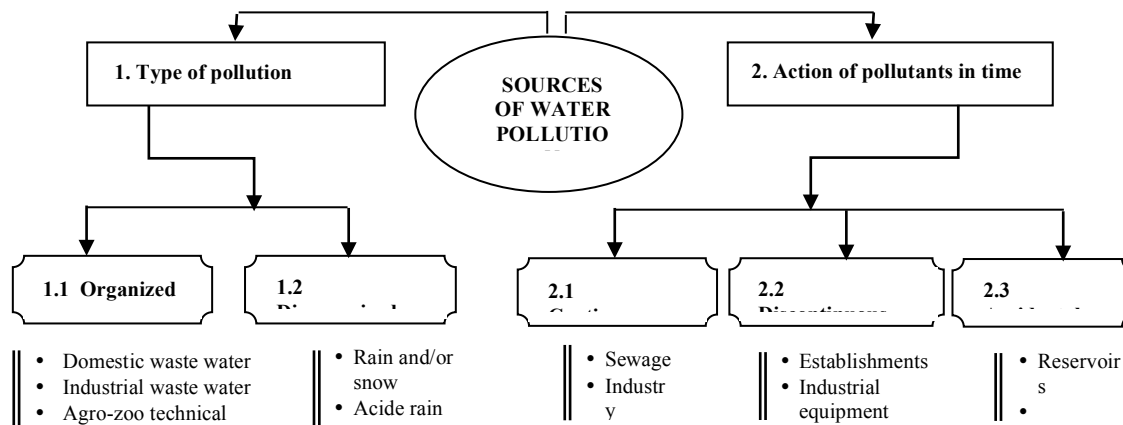 SOURCES
OF WATER
POLLUTIO
1. Type of pollution
2. Action of pollutants in time
1.1 Organized
1.2
2.1
2.2
2.3
• Domestic waste water
• Industrial waste water
• Agro-zoo technical
• Rain and/or
snow
• Acide rain
• Sewage
• Industr
y
• Establishments
• Industrial
equipment
• Reservoir
s
•